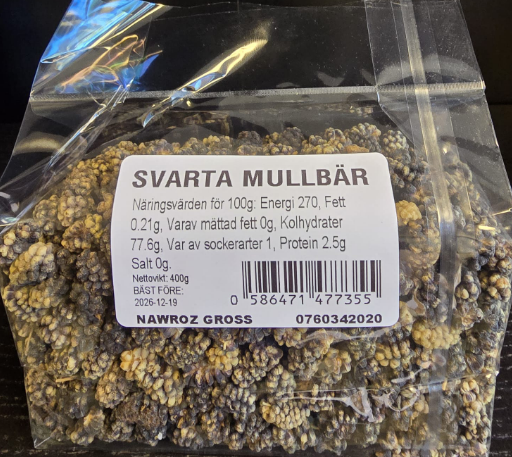 SVARTA MULLBÄR
Näringsvärden för 100g: Energi 270, Fett
0.21g, Varav mättad fett 0g, Kolhydrater
77.6g, Var av sockerarter 1, Protein 2.5g
Salt 0g.
Nettovikt: 400g
BÄST FÖRE:
2026-12-19
0 586471 477355
NAWROZ GROSS 0760342020